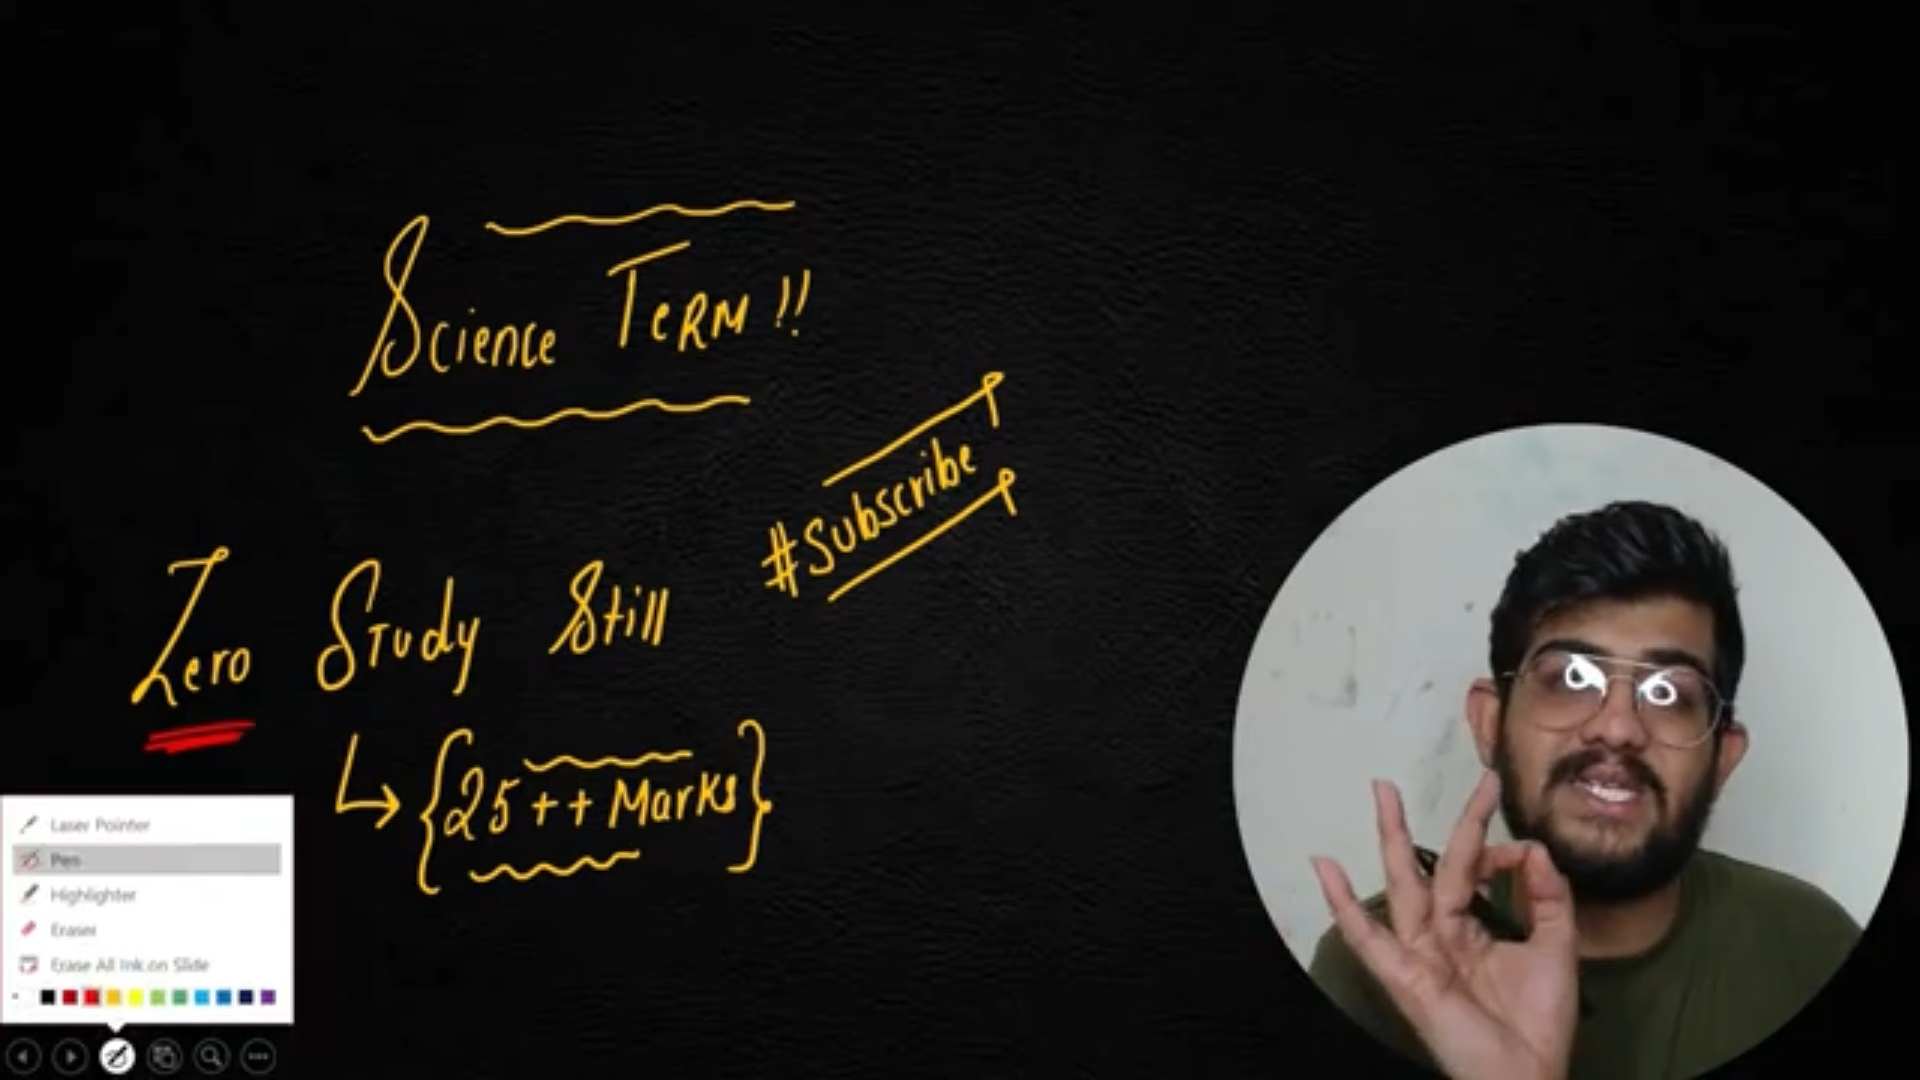 Science TeRM !!
#Subscribe
Zero Study Still
{25++ Marks}
Laser Pointer
Pen
Highlighter
Eraser
Erase All Ink on Slide